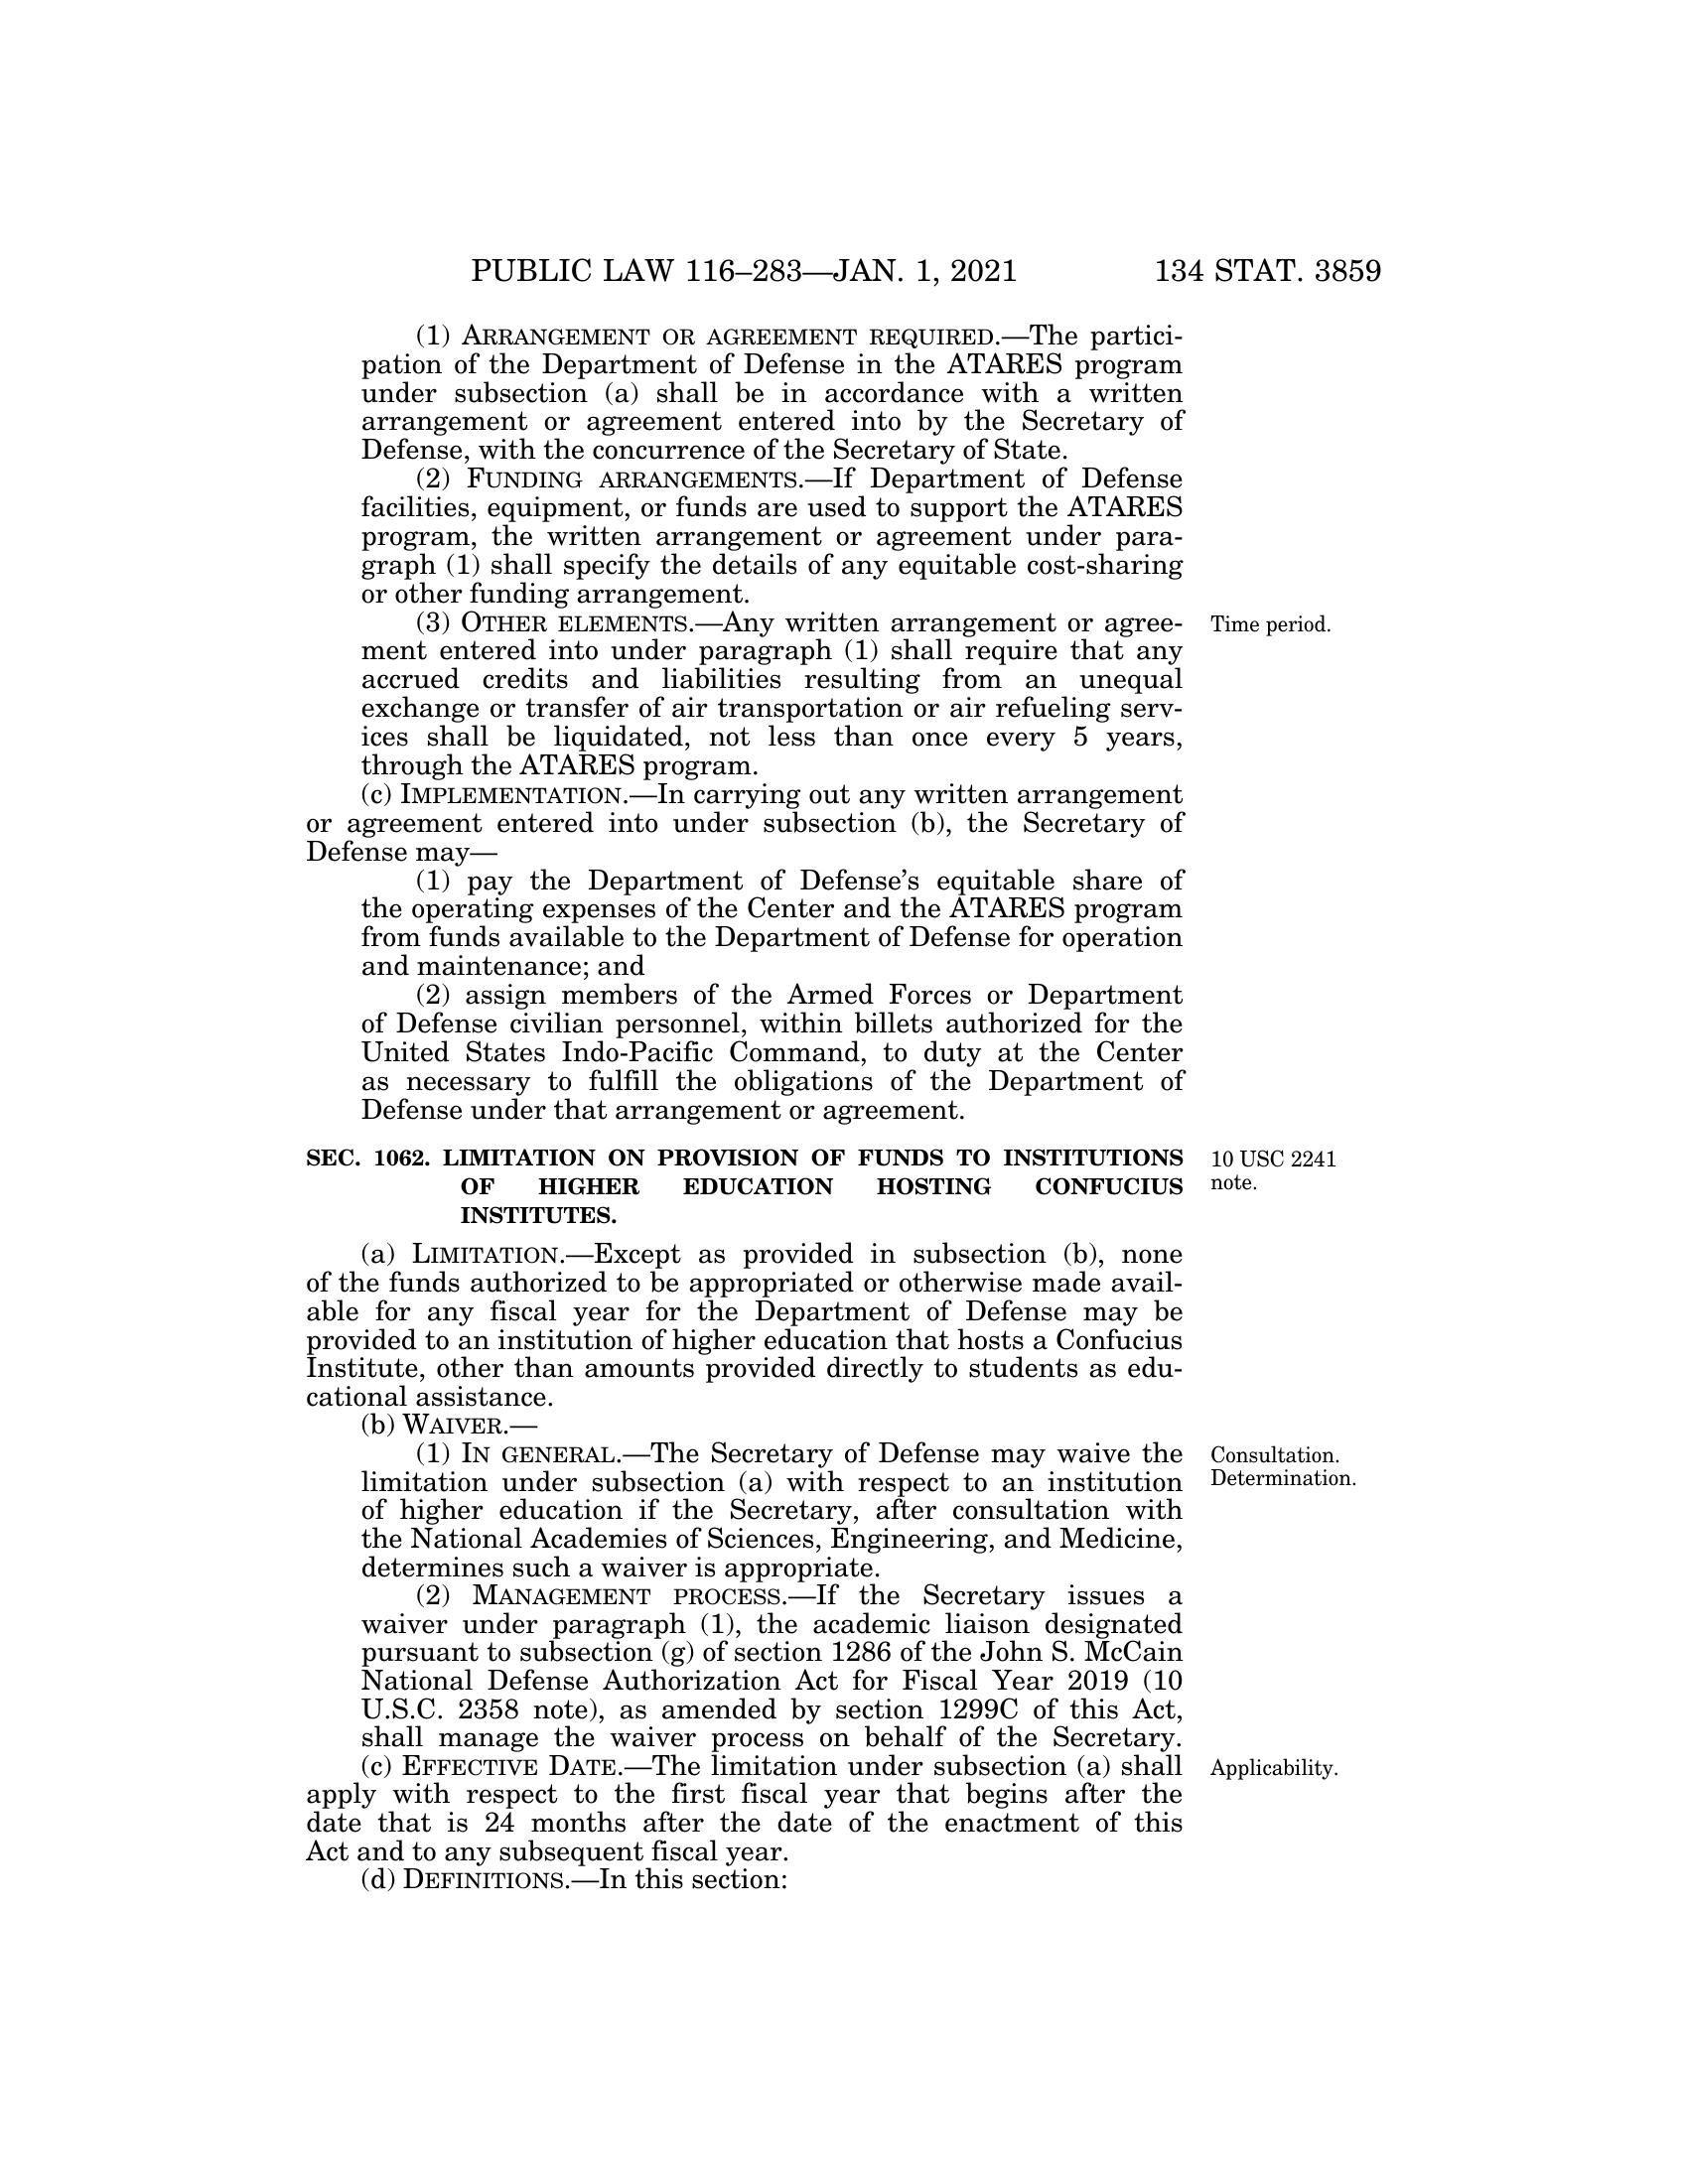 PUBLIC LAW 116–283—JAN. 1, 2021 134 STAT. 3859
(1) ARRANGEMENT OR AGREEMENT REQUIRED.—The partici-
pation of the Department of Defense in the ATARES program
under subsection (a) shall be in accordance with a written
arrangement or agreement entered into by the Secretary of
Defense, with the concurrence of the Secretary of State.
(2) FUNDING ARRANGEMENTS.—If Department of Defense
facilities, equipment, or funds are used to support the ATARES
program, the written arrangement or agreement under para-
graph (1) shall specify the details of any equitable cost-sharing
or other funding arrangement.
(3) OTHER ELEMENTS.—Any written arrangement or agree-
Time period.
ment entered into under paragraph (1) shall require that any
accrued credits and liabilities resulting from an unequal
exchange or transfer of air transportation or air refueling serv-
ices shall be liquidated, not less than once every 5 years,
through the ATARES program.
(c) IMPLEMENTATION.—In carrying out any written arrangement
or agreement entered into under subsection (b), the Secretary of
Defense may—
(1) pay the Department of Defense's equitable share of
the operating expenses of the Center and the ATARES program
from funds available to the Department of Defense for operation
and maintenance; and
(2) assign members of the Armed Forces or Department
of Defense civilian personnel, within billets authorized for the
United States Indo-Pacific Command, to duty at the Center
as necessary to fulfill the obligations of the Department of
Defense under that arrangement or agreement.
SEC. 1062. LIMITATION ON PROVISION OF FUNDS TO INSTITUTIONS
OF HIGHER EDUCATION HOSTING CONFUCIUS
INSTITUTES.
10 USC 2241
note.
(a) LIMITATION.—Except as provided in subsection (b), none
of the funds authorized to be appropriated or otherwise made avail-
able for any fiscal year for the Department of Defense may be
provided to an institution of higher education that hosts a Confucius
Institute, other than amounts provided directly to students as edu-
cational assistance.
(b) WAIVER.—
(1) IN GENERAL.—The Secretary of Defense may waive the
limitation under subsection (a) with respect to an institution
of higher education if the Secretary, after consultation with
the National Academies of Sciences, Engineering, and Medicine,
determines such a waiver is appropriate.
Consultation.
Determination.
(2) MANAGEMENT PROCESS.—If the Secretary issues a
waiver under paragraph (1), the academic liaison designated
pursuant to subsection (g) of section 1286 of the John S. McCain
National Defense Authorization Act for Fiscal Year 2019 (10
U.S.C. 2358 note), as amended by section 1299C of this Act,
shall manage the waiver process on behalf of the Secretary.
(c) EFFECTIVE DATE.—The limitation under subsection (a) shall
Applicability.
apply with respect to the first fiscal year that begins after the
date that is 24 months after the date of the enactment of this
Act and to any subsequent fiscal year.
(d) DEFINITIONS.—In this section: